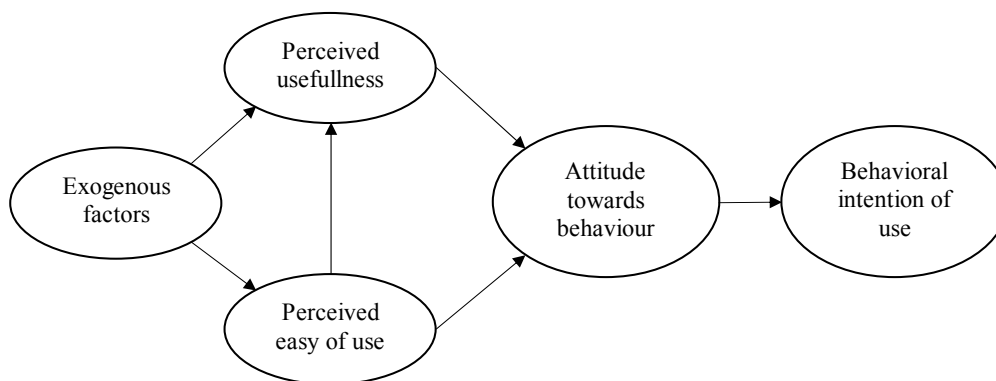 Perceived
usefullness
Exogenous
factors
Perceived
easy of use
Attitude
towards
behaviour
Behavioral
intention of
use